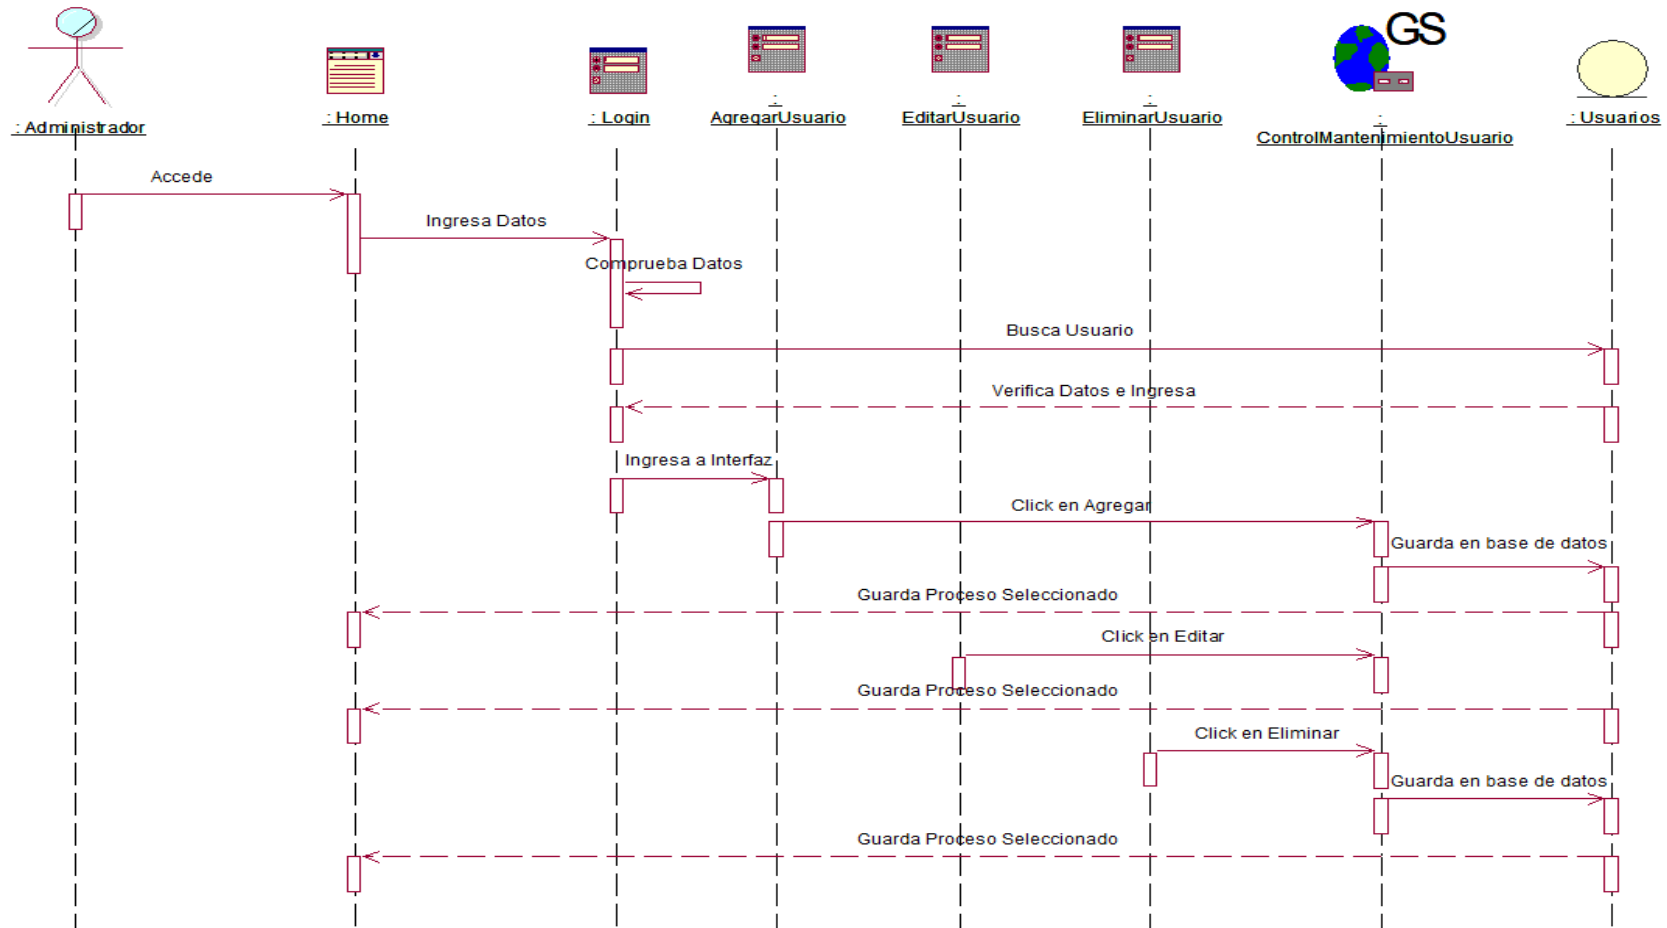 GS
: Administrador
: Home
: Login
:
AgregarUsuario
:
EditarUsuario
:
EliminarUsuario
:
ControlMantenimientoUsuario
: Usuarios
Accede
Ingresa Datos
Comprueba Datos
Busca Usuario
Verifica Datos e Ingresa
Ingresa a Interfaz
Click en Agregar
Guarda en base de datos
Guarda Proceso Seleccionado
Click en Editar
Guarda Proceso Seleccionado
Click en Eliminar
Guarda en base de datos
Guarda Proceso Seleccionado